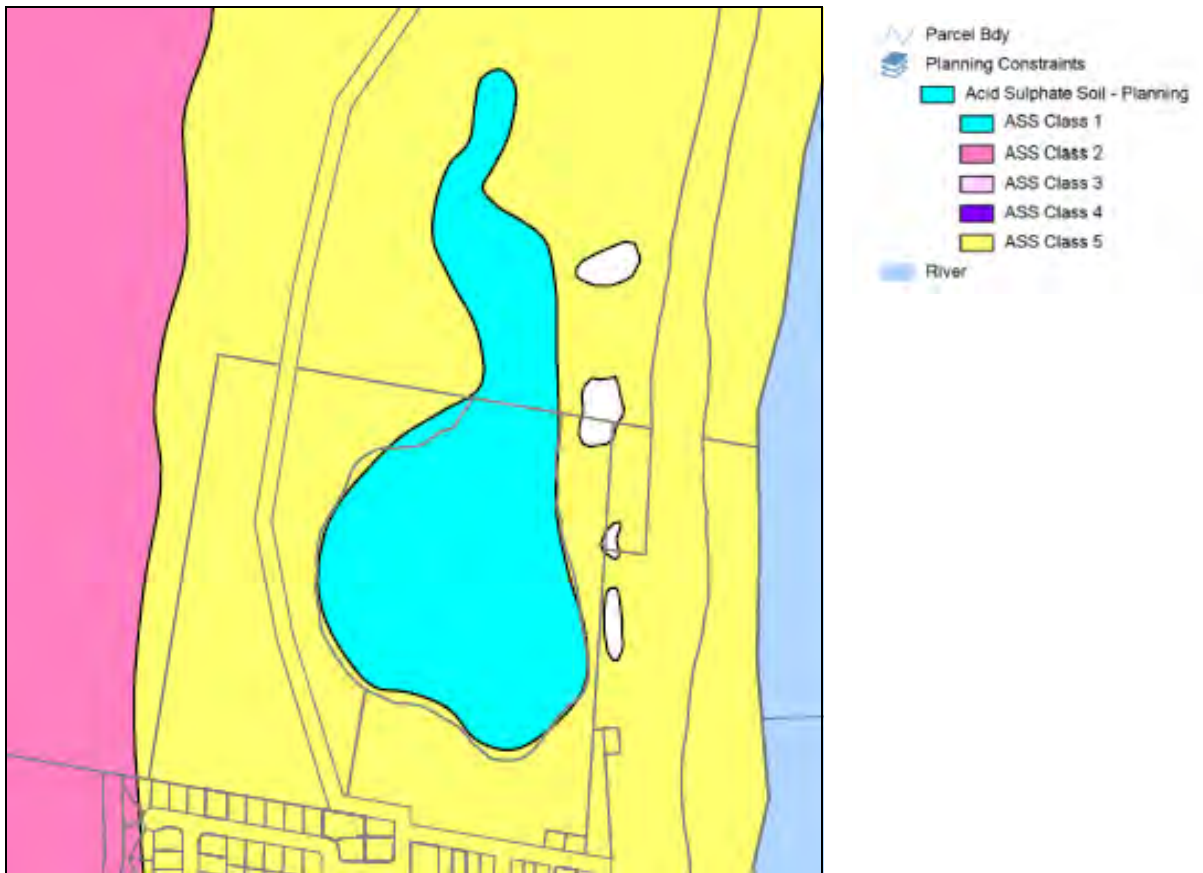 Parcel Bdy
Planning Constraints
Acid Sulphate Soil - Planning
ASS Class 1
ASS Class 2
ASS Class 3
ASS Class 4
ASS Class 5
River